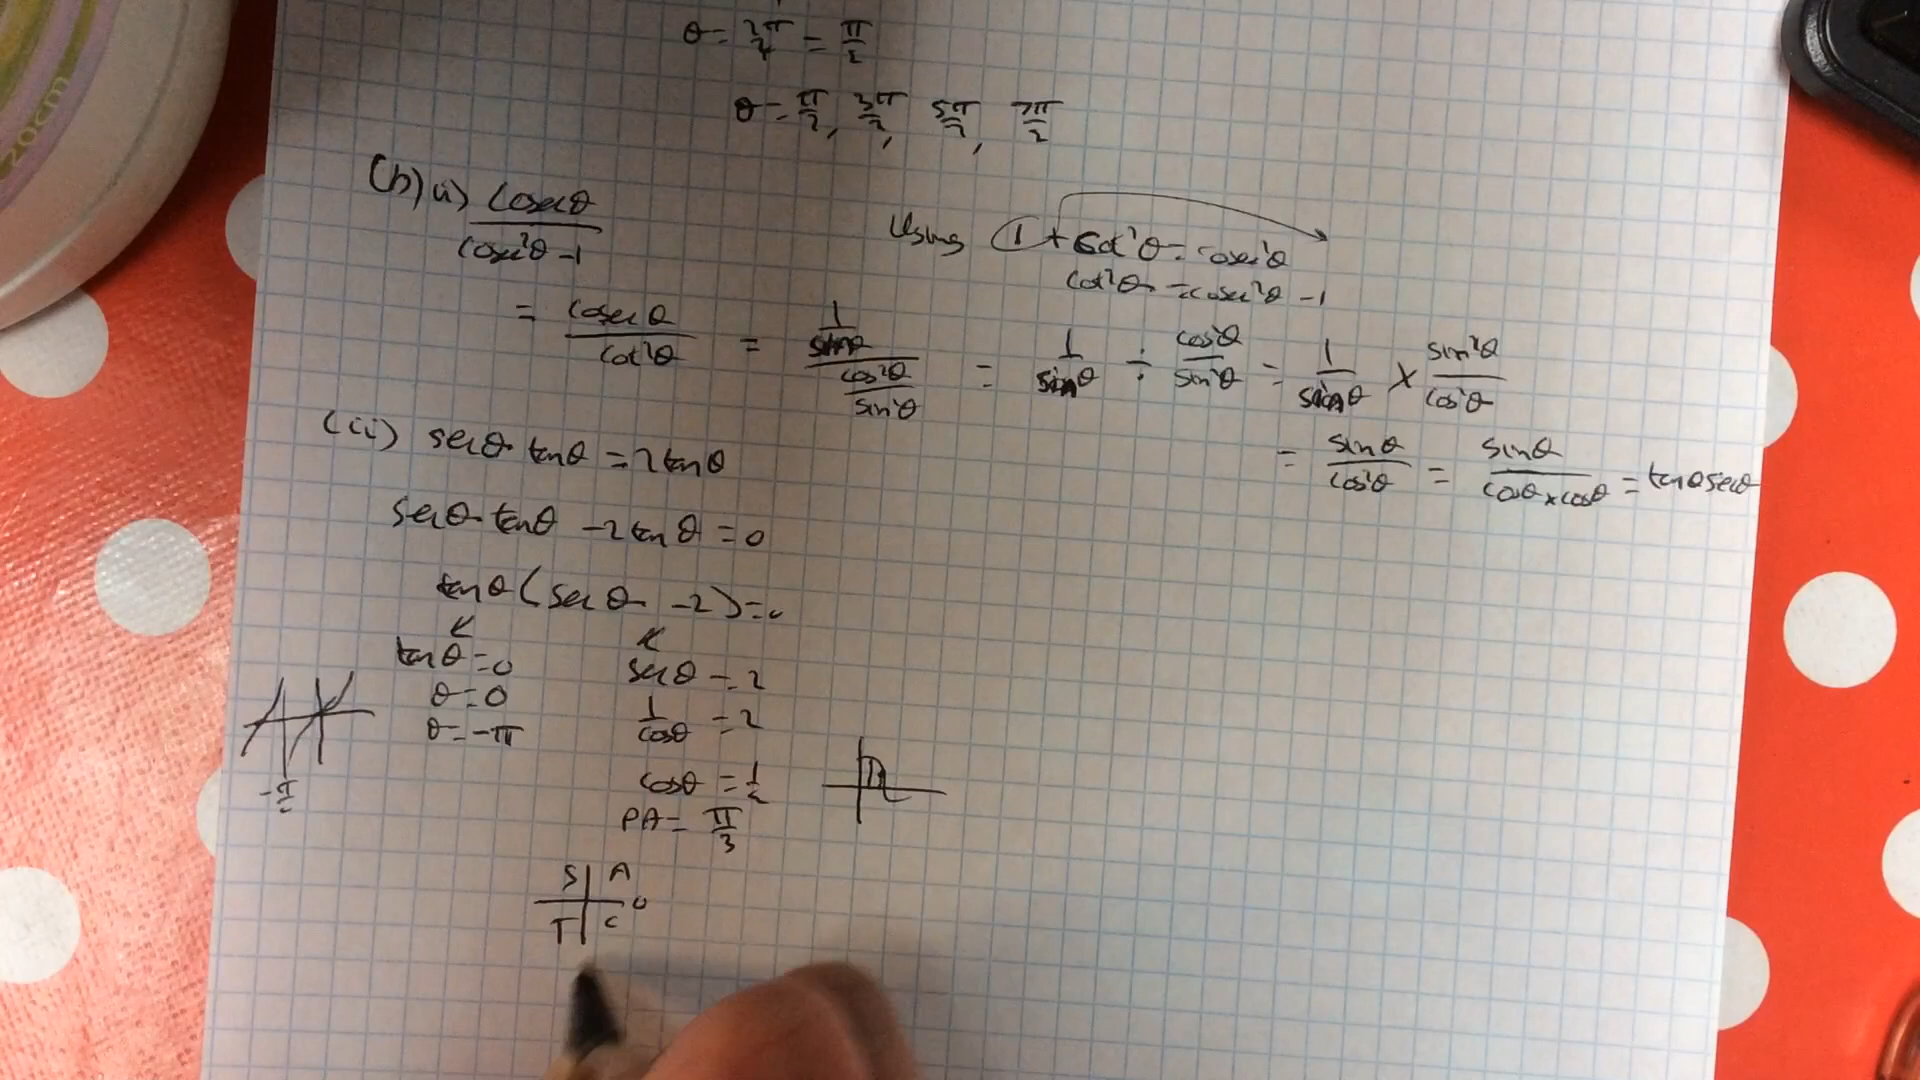 θ = 2π/4 = π/2
θ = π/2, 3π/2, 5π/2, 7π/2
(b) (i) cosecθ / cosec²θ - 1
Using 1 + cot²θ = cosec²θ
cot²θ = cosec²θ - 1
= cosecθ / cot²θ = (1/sinθ) / (cos²θ/sin²θ) = 1/sinθ ÷ cos²θ/sin²θ = 1/sinθ × sin²θ/cos²θ
= sinθ/cos²θ = sinθ/(cosθ × cosθ) = tanθsecθ
(ii) secθ tanθ = 2tanθ
secθ tanθ - 2tanθ = 0
tanθ(secθ - 2) = 0
tanθ = 0
θ = 0
θ = -π
secθ = 2
1/cosθ = 2
cosθ = 1/2
PA = π/3
S A
T C 0
20cm